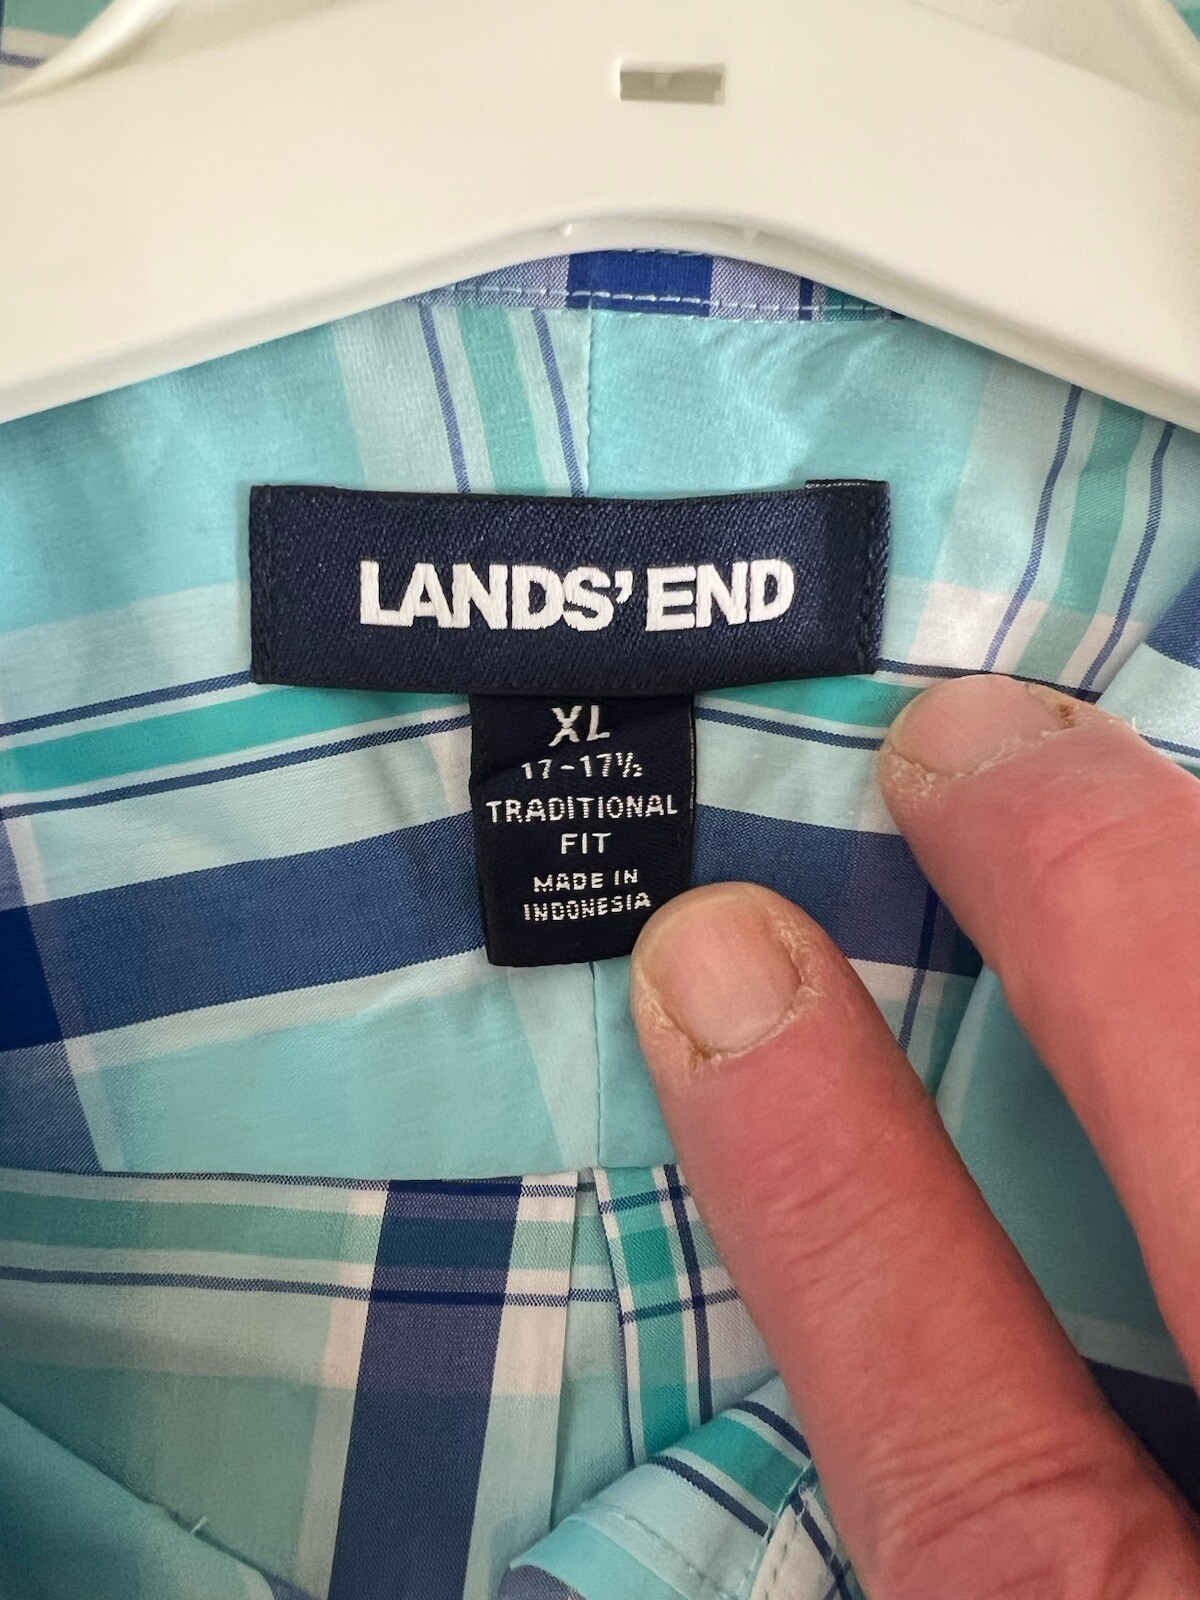 LANDS' END
XL
17-17½
TRADITIONAL
FIT
MADE IN
INDONESIA